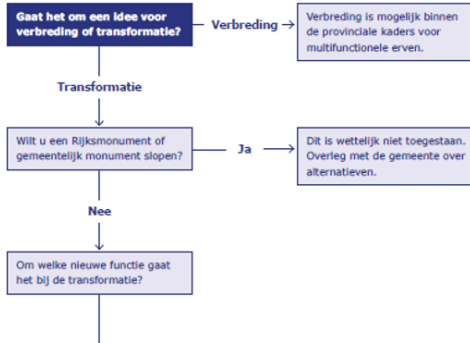 Gaat het om een idee voor
verbreding of transformatie?
Verbreding
Verbreding is mogelijk binnen
de provinciale kaders voor
multifunctionele erven.
Transformatie
Wilt u een Rijksmonument of
gemeentelijk monument slopen?
Ja
Dit is wettelijk niet toegestaan.
Overleg met de gemeente over
alternatieven.
Nee
Om welke nieuwe functie gaat
het bij de transformatie?